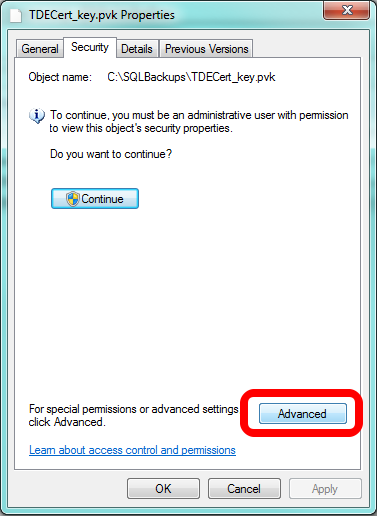 TDECert_key.pvk Properties
General Security Details Previous Versions
Object name: C:\SQLBackups\TDECert_key.pvk
To continue, you must be an administrative user with permission
to view this object's security properties.
Do you want to continue?
Continue
For special permissions or advanced settings
click Advanced.
Advanced
Learn about access control and permissions
OK Cancel Apply